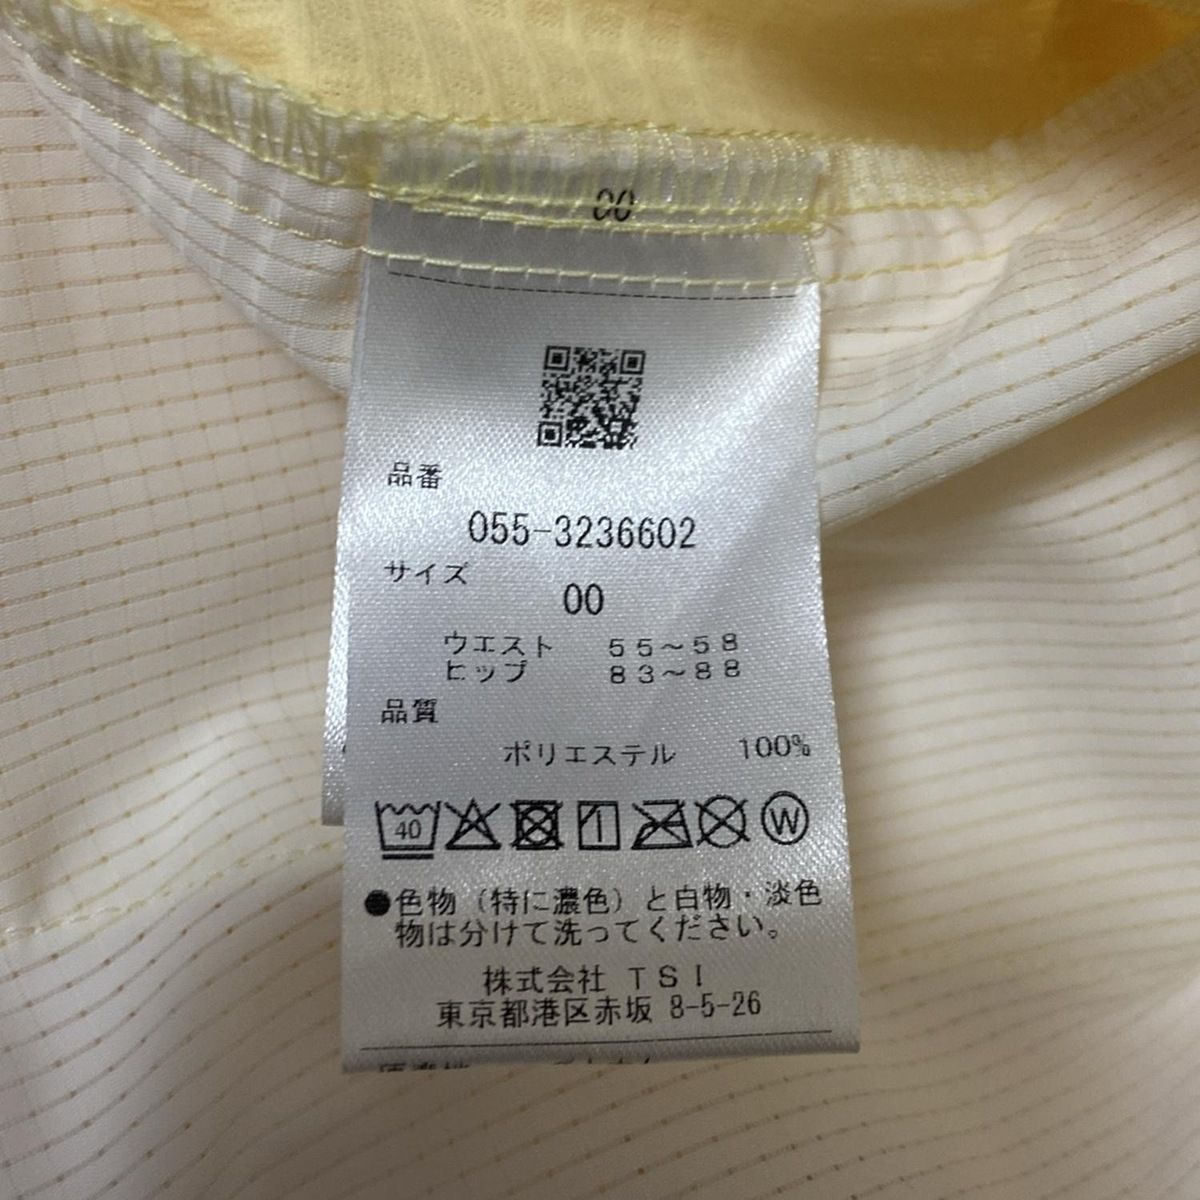 00
品番
055-3236602
サイズ
00
ウエスト 55～58
ヒップ 83～88
品質
ポリエステル 100%
40
W
●色物（特に濃色）と白物・淡色
物は分けて洗ってください。
株式会社 TSI
東京都港区赤坂 8-5-26